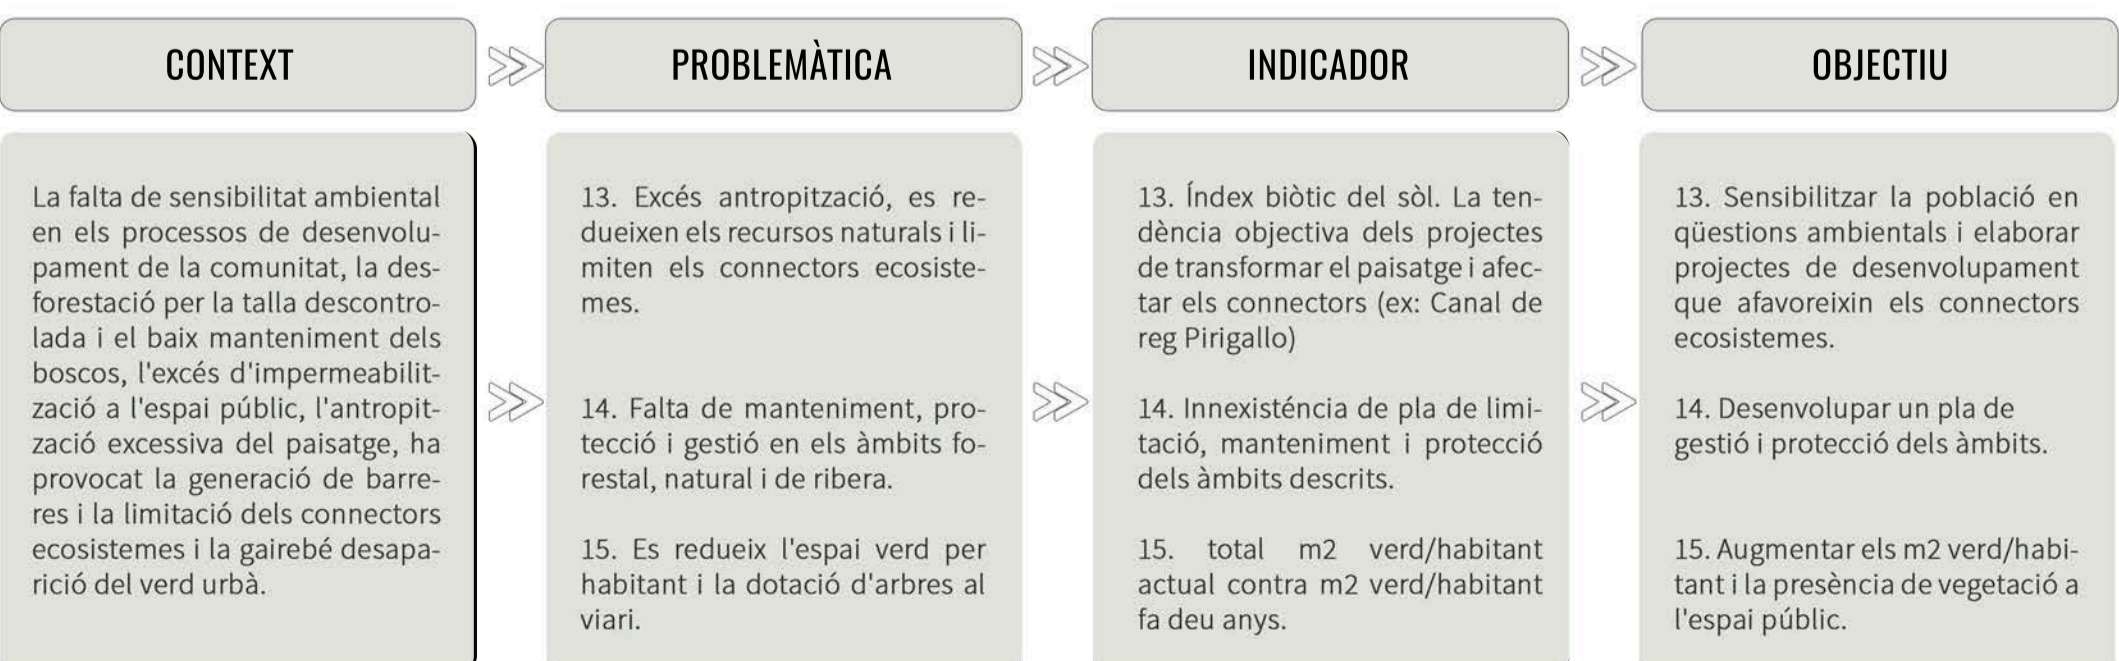 CONTEXT
PROBLEMÀTICA
INDICADOR
OBJECTIU
La falta de sensibilitat ambiental
en els processos de desenvolu-
pament de la comunitat, la des-
forestació per la talla descontro-
lada i el baix manteniment dels
boscos, l'excés d'impermeabilit-
zació a l'espai públic, l'antropit-
zació excessiva del paisatge, ha
provocat la generació de barre-
res i la limitació dels connectors
ecosistemes i la gairebé desapa-
rició del verd urbà.
13. Excés antropització, es re-
dueixen els recursos naturals i li-
miten els connectors ecosiste-
mes.
14. Falta de manteniment, pro-
tecció i gestió en els àmbits fo-
restal, natural i de ribera.
15. Es redueix l'espai verd per
habitant i la dotació d'arbres al
viari.
13. Índex biòtic del sòl. La ten-
dència objectiva dels projectes
de transformar el paisatge i afec-
tar els connectors (ex: Canal de
reg Pirigallo)
14. Innexisténcia de pla de limi-
tació, manteniment i protecció
dels àmbits descrits.
15. total m2 verd/habitant
actual contra m2 verd/habitant
fa deu anys.
13. Sensibilitzar la població en
qüestions ambientals i elaborar
projectes de desenvolupament
que afavoreixin els connectors
ecosistemes.
14. Desenvolupar un pla de
gestió i protecció dels àmbits.
15. Augmentar els m2 verd/habi-
tant i la presència de vegetació a
l'espai públic.